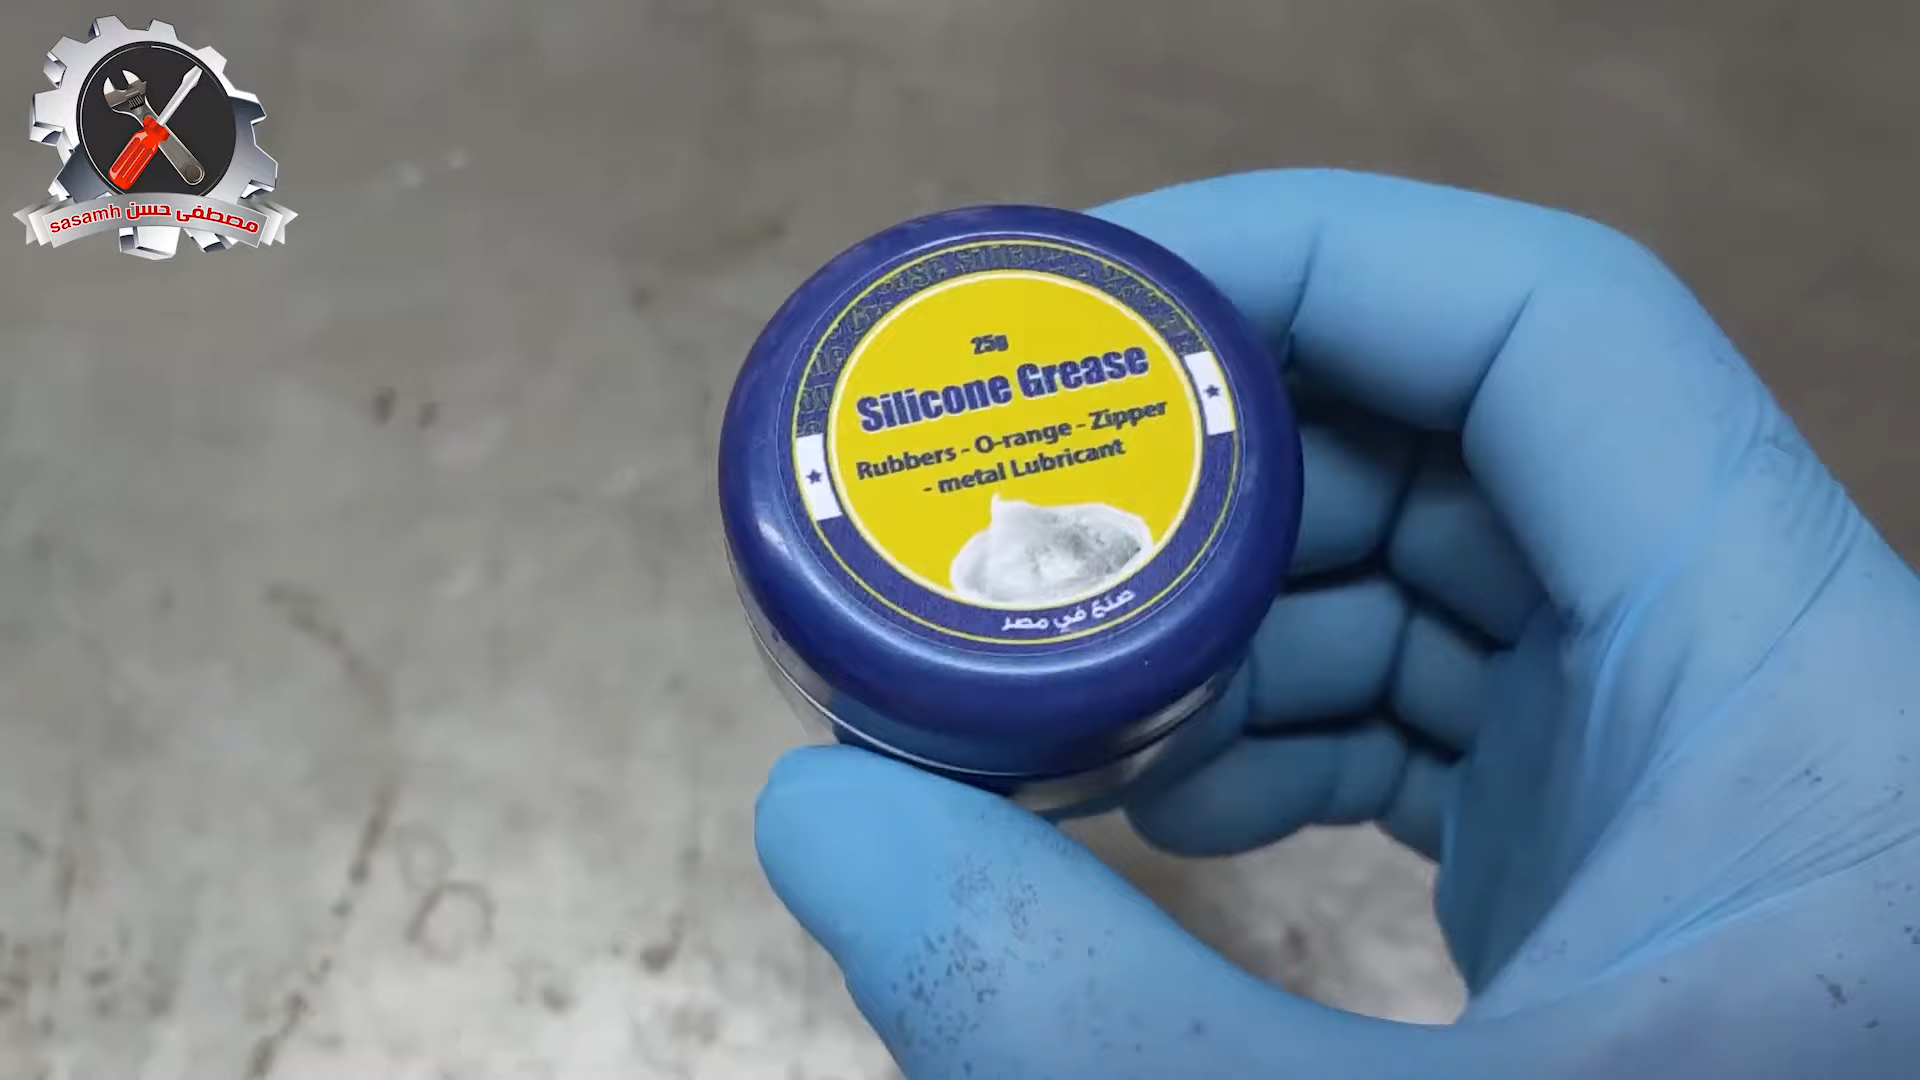 sasamh مصطفى حسن
25g
Silicone Grease
Rubbers - O-range - Zipper
- metal Lubricant
صنع في مصر